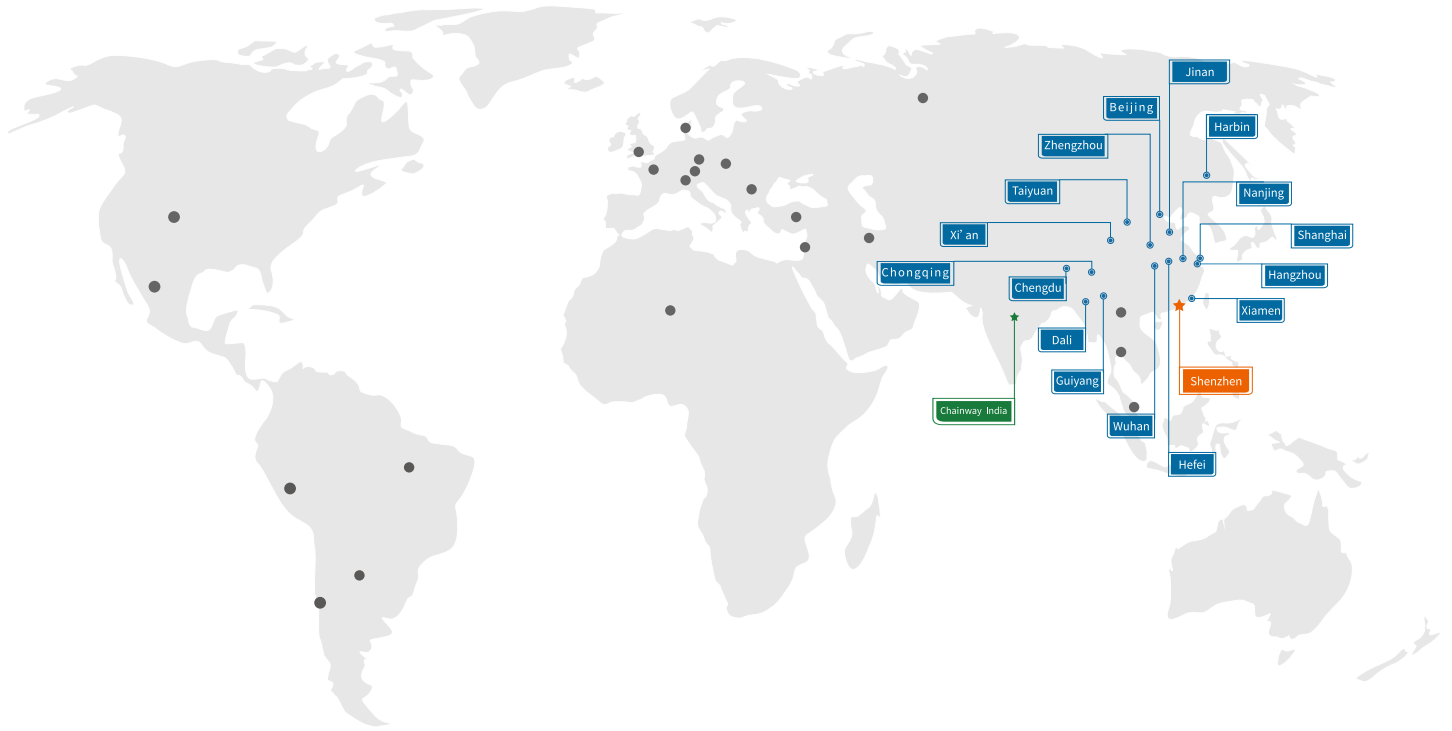 Jinan
Beijing
Harbin
Zhengzhou
Taiyuan
Nanjing
Xi’an
Shanghai
Chongqing
Hangzhou
Chengdu
Xiamen
Dali
Guiyang
Shenzhen
Chainway India
Wuhan
Hefei